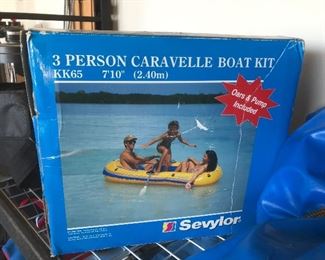 3 PERSON CARAVELLE BOAT KIT
KK65 7'10" (2.40m)
Oars & Pump
Included
Sevylor